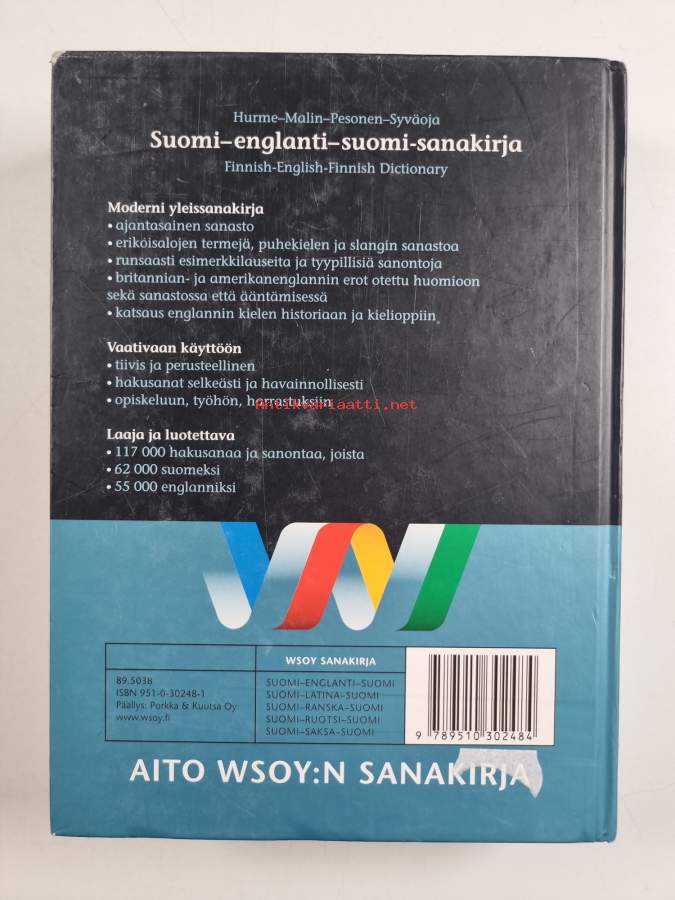 Hurme–Malin–Pesonen–Syväoja
Suomi–englanti–suomi-sanakirja
Finnish-English-Finnish Dictionary
Moderni yleissanakirja
• ajantasainen sanasto
• erikoisalojen termejä, puhekielen ja slangin sanastoa
• runsaasti esimerkkilauseita ja tyypillisiä sanontoja
• britannian- ja amerikanenglannin erot otettu huomioon
sekä sanastossa että ääntämisessä
• katsaus englannin kielen historiaan ja kielioppiin
Vaativaan käyttöön
• tiivis ja perusteellinen
• hakusanat selkeästi ja havainnollisesti
• opiskeluun, työhön, harrastuksiin
Antikvariaatti.net
Laaja ja luotettava
• 117 000 hakusanaa ja sanontaa, joista
• 62 000 suomeksi
• 55 000 englanniksi
WSOY SANAKIRJA
89.5038
ISBN 951-0-30248-1
Päällys: Porkka & Kuutsa Oy
www.wsoy.fi
SUOMI–ENGLANTI–SUOMI
SUOMI–LATINA–SUOMI
SUOMI–RANSKA–SUOMI
SUOMI–RUOTSI–SUOMI
SUOMI–SAKSA–SUOMI
9 789510 302484
AITO WSOY:N SANAKIRJA